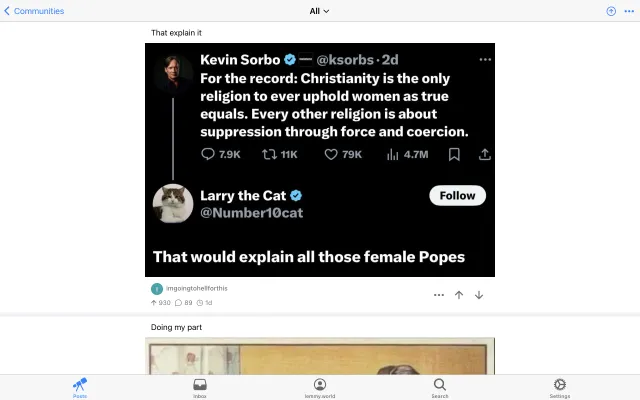 Communities
All
That explain it
Kevin Sorbo — @ksorbs · 2d
For the record: Christianity is the only
religion to ever uphold women as true
equals. Every other religion is about
suppression through force and coercion.
7.9K 11K 79K 4.7M
Larry the Cat
@Number10cat
Follow
That would explain all those female Popes
imgoingtohellforthis
930 89 1d
Doing my part
Posts Inbox lemmy.world Search Settings